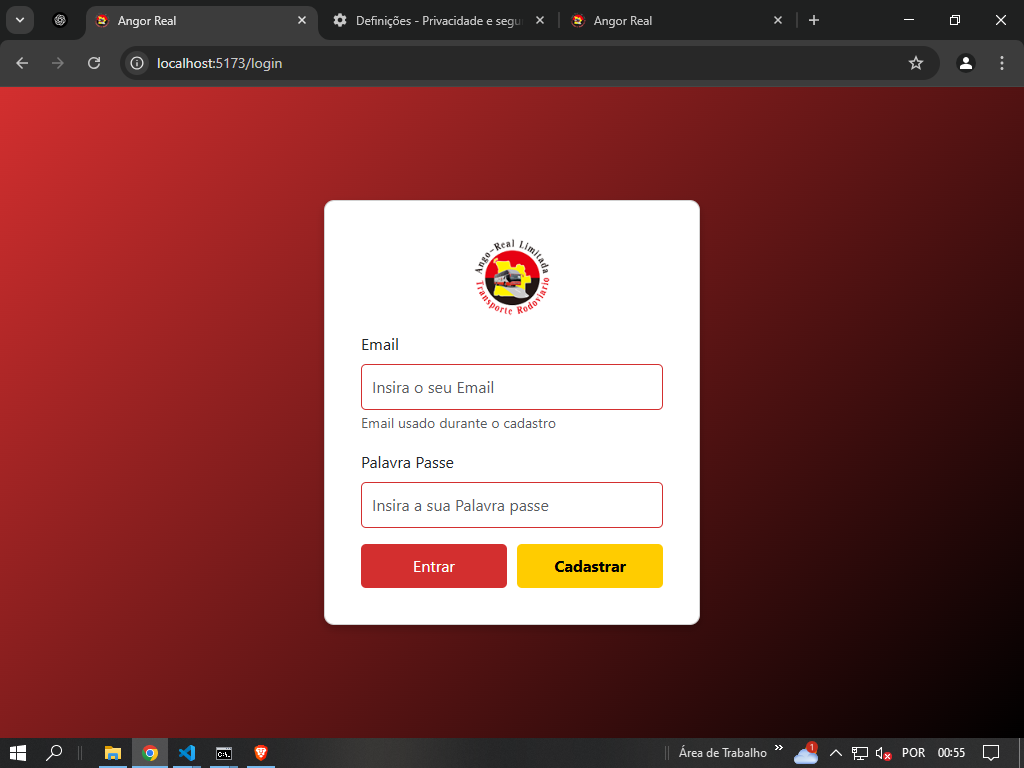 Angor Real
Definições - Privacidade e segu
Angor Real
localhost:5173/login
Ango-Real Limitada
Transporte Rodoviário
Email
Insira o seu Email
Email usado durante o cadastro
Palavra Passe
Insira a sua Palavra passe
Entrar
Cadastrar
Área de Trabalho
1
POR
00:55